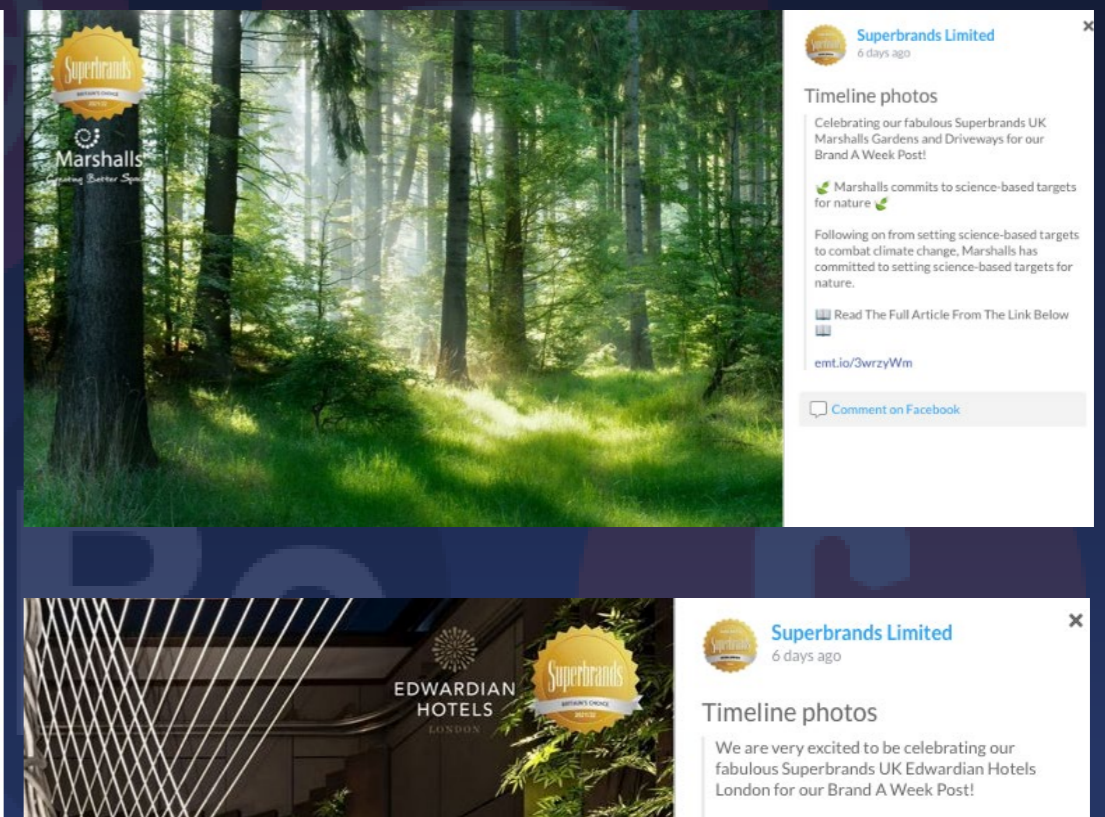 Superbrands
BRITAIN'S CHOICE
2021/22
Marshalls
Creating Better Spaces
Superbrands Limited
6 days ago
Timeline photos
Celebrating our fabulous Superbrands UK
Marshalls Gardens and Driveways for our
Brand A Week Post!
🌿 Marshalls commits to science-based targets
for nature 🌿
Following on from setting science-based targets
to combat climate change, Marshalls has
committed to setting science-based targets for
nature.
📖 Read The Full Article From The Link Below
📖
emt.io/3wrzyWm
Comment on Facebook
EDWARDIAN
HOTELS
LONDON
Superbrands
BRITAIN'S CHOICE
2021/22
Superbrands Limited
6 days ago
Timeline photos
We are very excited to be celebrating our
fabulous Superbrands UK Edwardian Hotels
London for our Brand A Week Post!